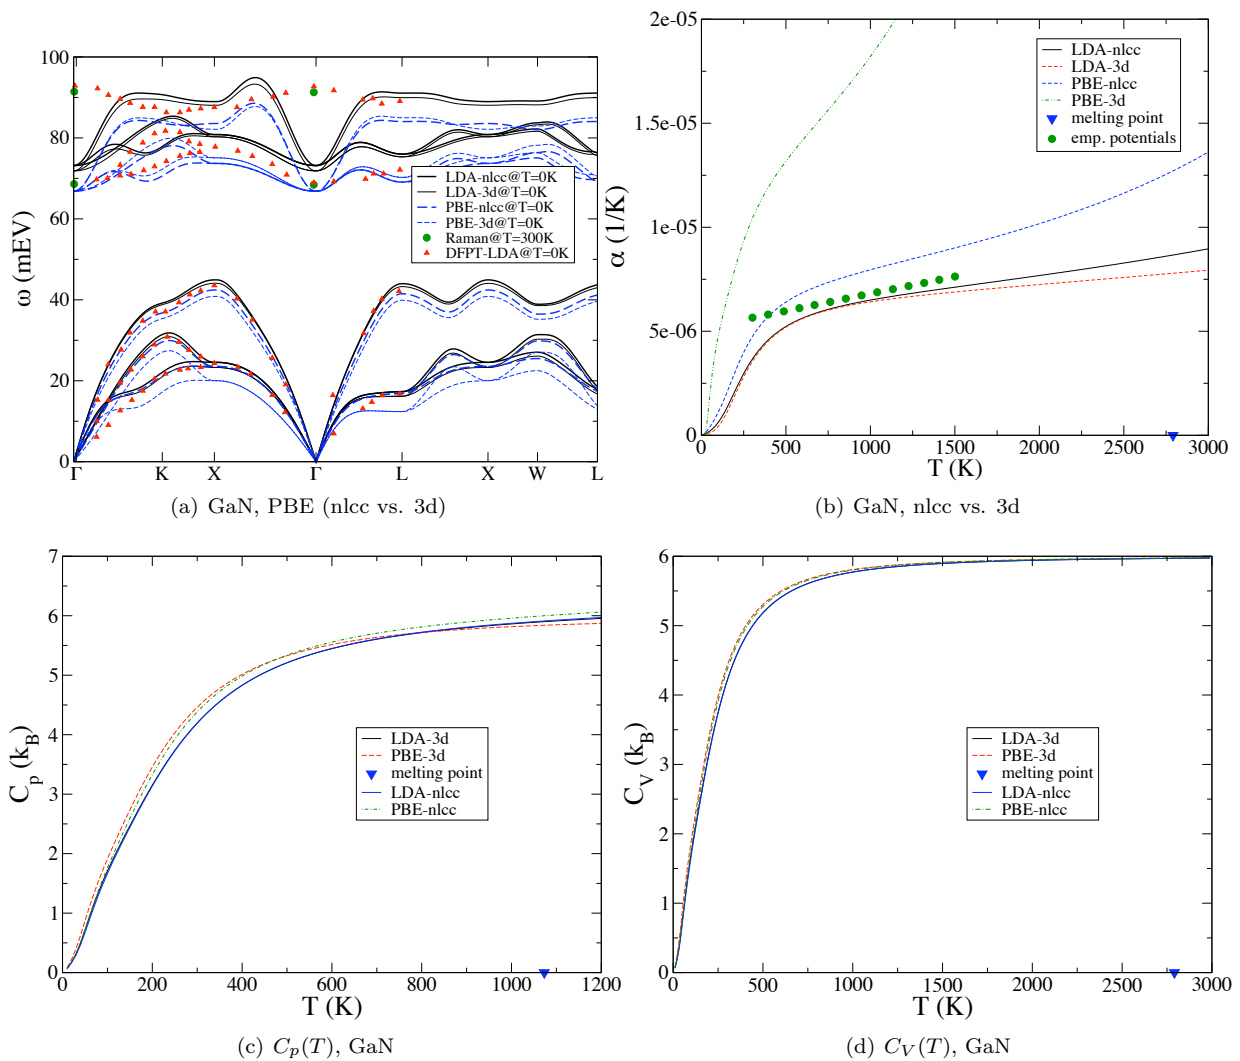 100
80
60
40
20
0
ω (mEV)
Γ K X Γ L X W L
LDA-nlcc@T=0K
LDA-3d@T=0K
PBE-nlcc@T=0K
PBE-3d@T=0K
Raman@T=300K
DFPT-LDA@T=0K
(a) GaN, PBE (nlcc vs. 3d)
2e-05
1.5e-05
1e-05
5e-06
0
α (1/K)
0 500 1000 1500 2000 2500 3000
T (K)
LDA-nlcc
LDA-3d
PBE-nlcc
PBE-3d
melting point
emp. potentials
(b) GaN, nlcc vs. 3d
7
6
5
4
3
2
1
0
C_p (k_B)
0 200 400 600 800 1000 1200
T (K)
LDA-3d
PBE-3d
melting point
LDA-nlcc
PBE-nlcc
(c) C_p(T), GaN
6
5
4
3
2
1
0
C_V (k_B)
0 500 1000 1500 2000 2500 3000
T (K)
LDA-3d
PBE-3d
melting point
LDA-nlcc
PBE-nlcc
(d) C_V(T), GaN